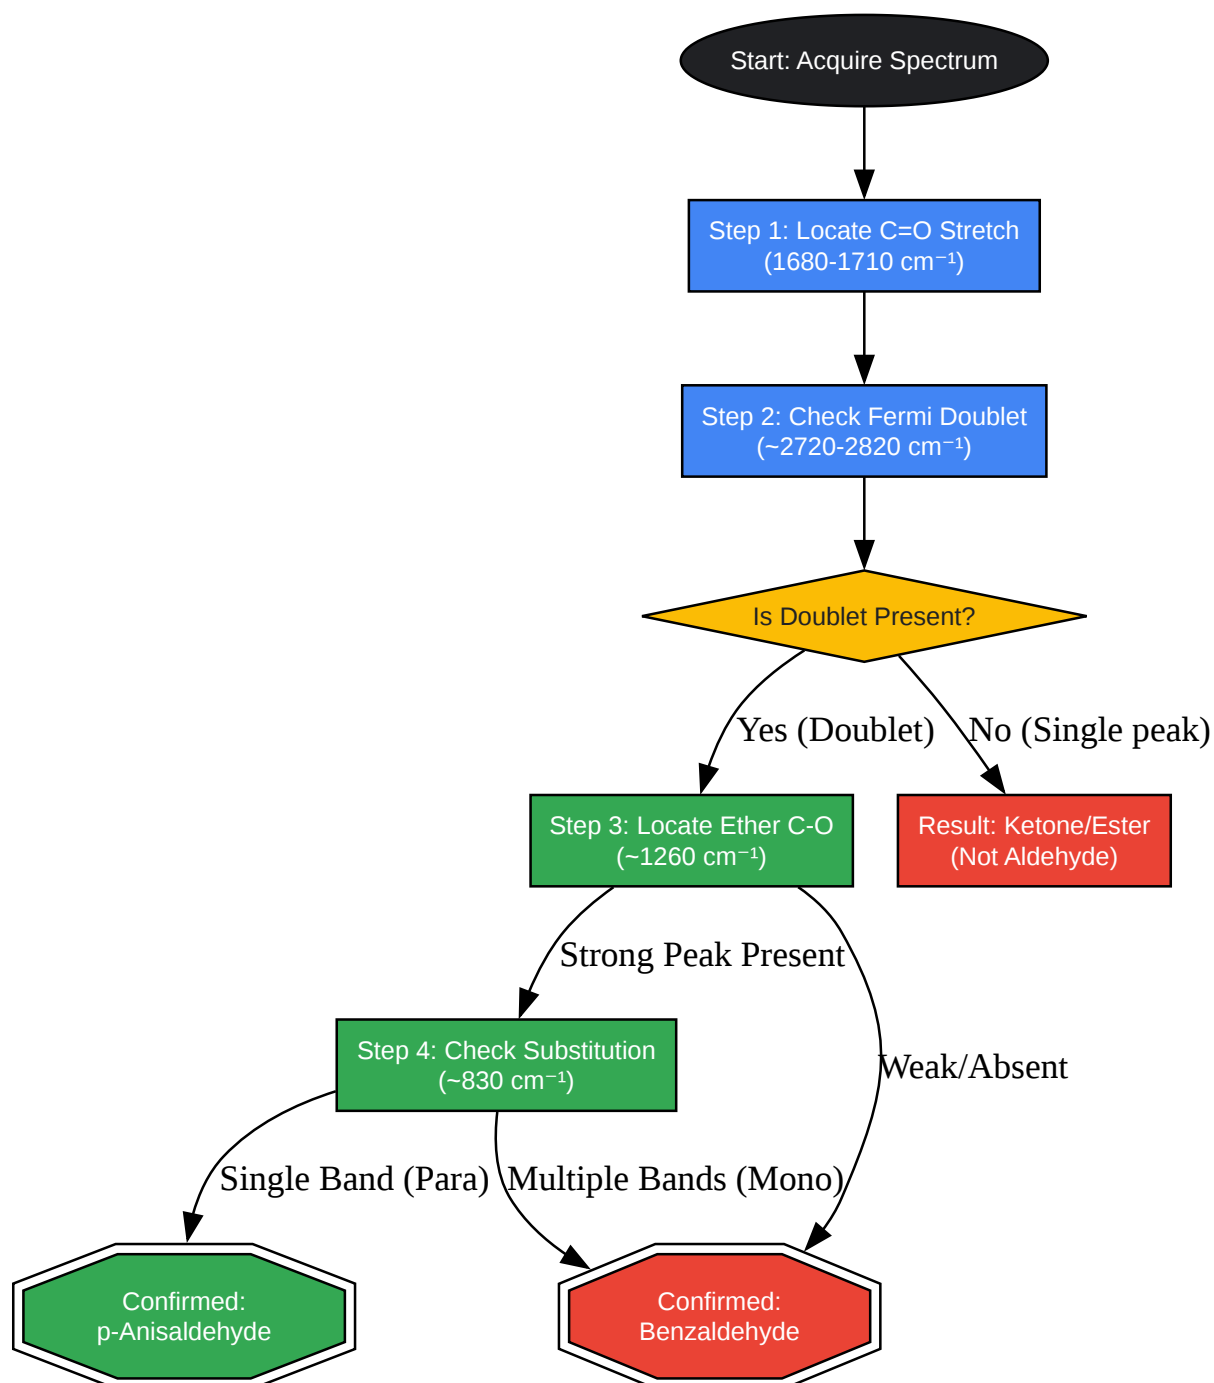 Start: Acquire Spectrum
Step 1: Locate C=O Stretch
(1680-1710 cm⁻¹)
Step 2: Check Fermi Doublet
(~2720-2820 cm⁻¹)
Is Doublet Present?
Yes (Doublet)
No (Single peak)
Step 3: Locate Ether C-O
(~1260 cm⁻¹)
Result: Ketone/Ester
(Not Aldehyde)
Strong Peak Present
Step 4: Check Substitution
(~830 cm⁻¹)
Weak/Absent
Single Band (Para)
Multiple Bands (Mono)
Confirmed:
p-Anisaldehyde
Confirmed:
Benzaldehyde